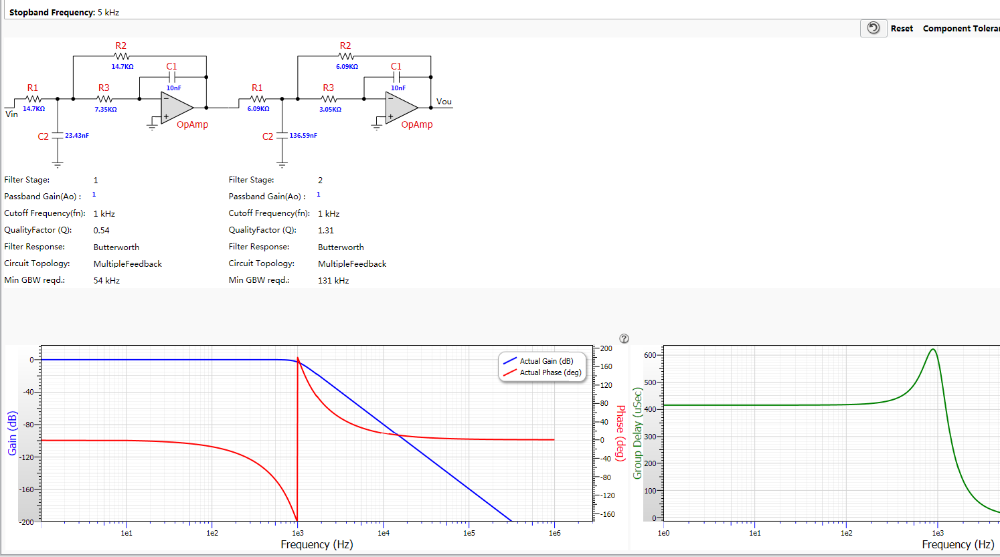 Stopband Frequency: 5 kHz
Reset Component Toleran
R2
14.7KΩ
C1
10nF
R1
14.7KΩ
R3
7.35KΩ
Vin
OpAmp
C2
23.43nF
R2
6.09KΩ
C1
10nF
R1
6.09KΩ
R3
3.05KΩ
Vou
OpAmp
C2
136.59nF
Filter Stage: 1
Passband Gain(Ao) : 1
Cutoff Frequency(fn): 1 kHz
QualityFactor (Q): 0.54
Filter Response: Butterworth
Circuit Topology: MultipleFeedback
Min GBW reqd.: 54 kHz
Filter Stage: 2
Passband Gain(Ao) : 1
Cutoff Frequency(fn): 1 kHz
QualityFactor (Q): 1.31
Filter Response: Butterworth
Circuit Topology: MultipleFeedback
Min GBW reqd.: 131 kHz
Gain (dB)
0
-40
-80
-120
-160
-200
Actual Gain (dB)
Actual Phase (deg)
200
160
120
80
40
0
-40
-80
-120
-160
Phase (deg)
1e1 1e2 1e3 1e4 1e5 1e6
Frequency (Hz)
?
Group Delay (uSec)
600
500
400
300
200
100
0
1e0 1e1 1e2 1e3
Frequency (Hz)